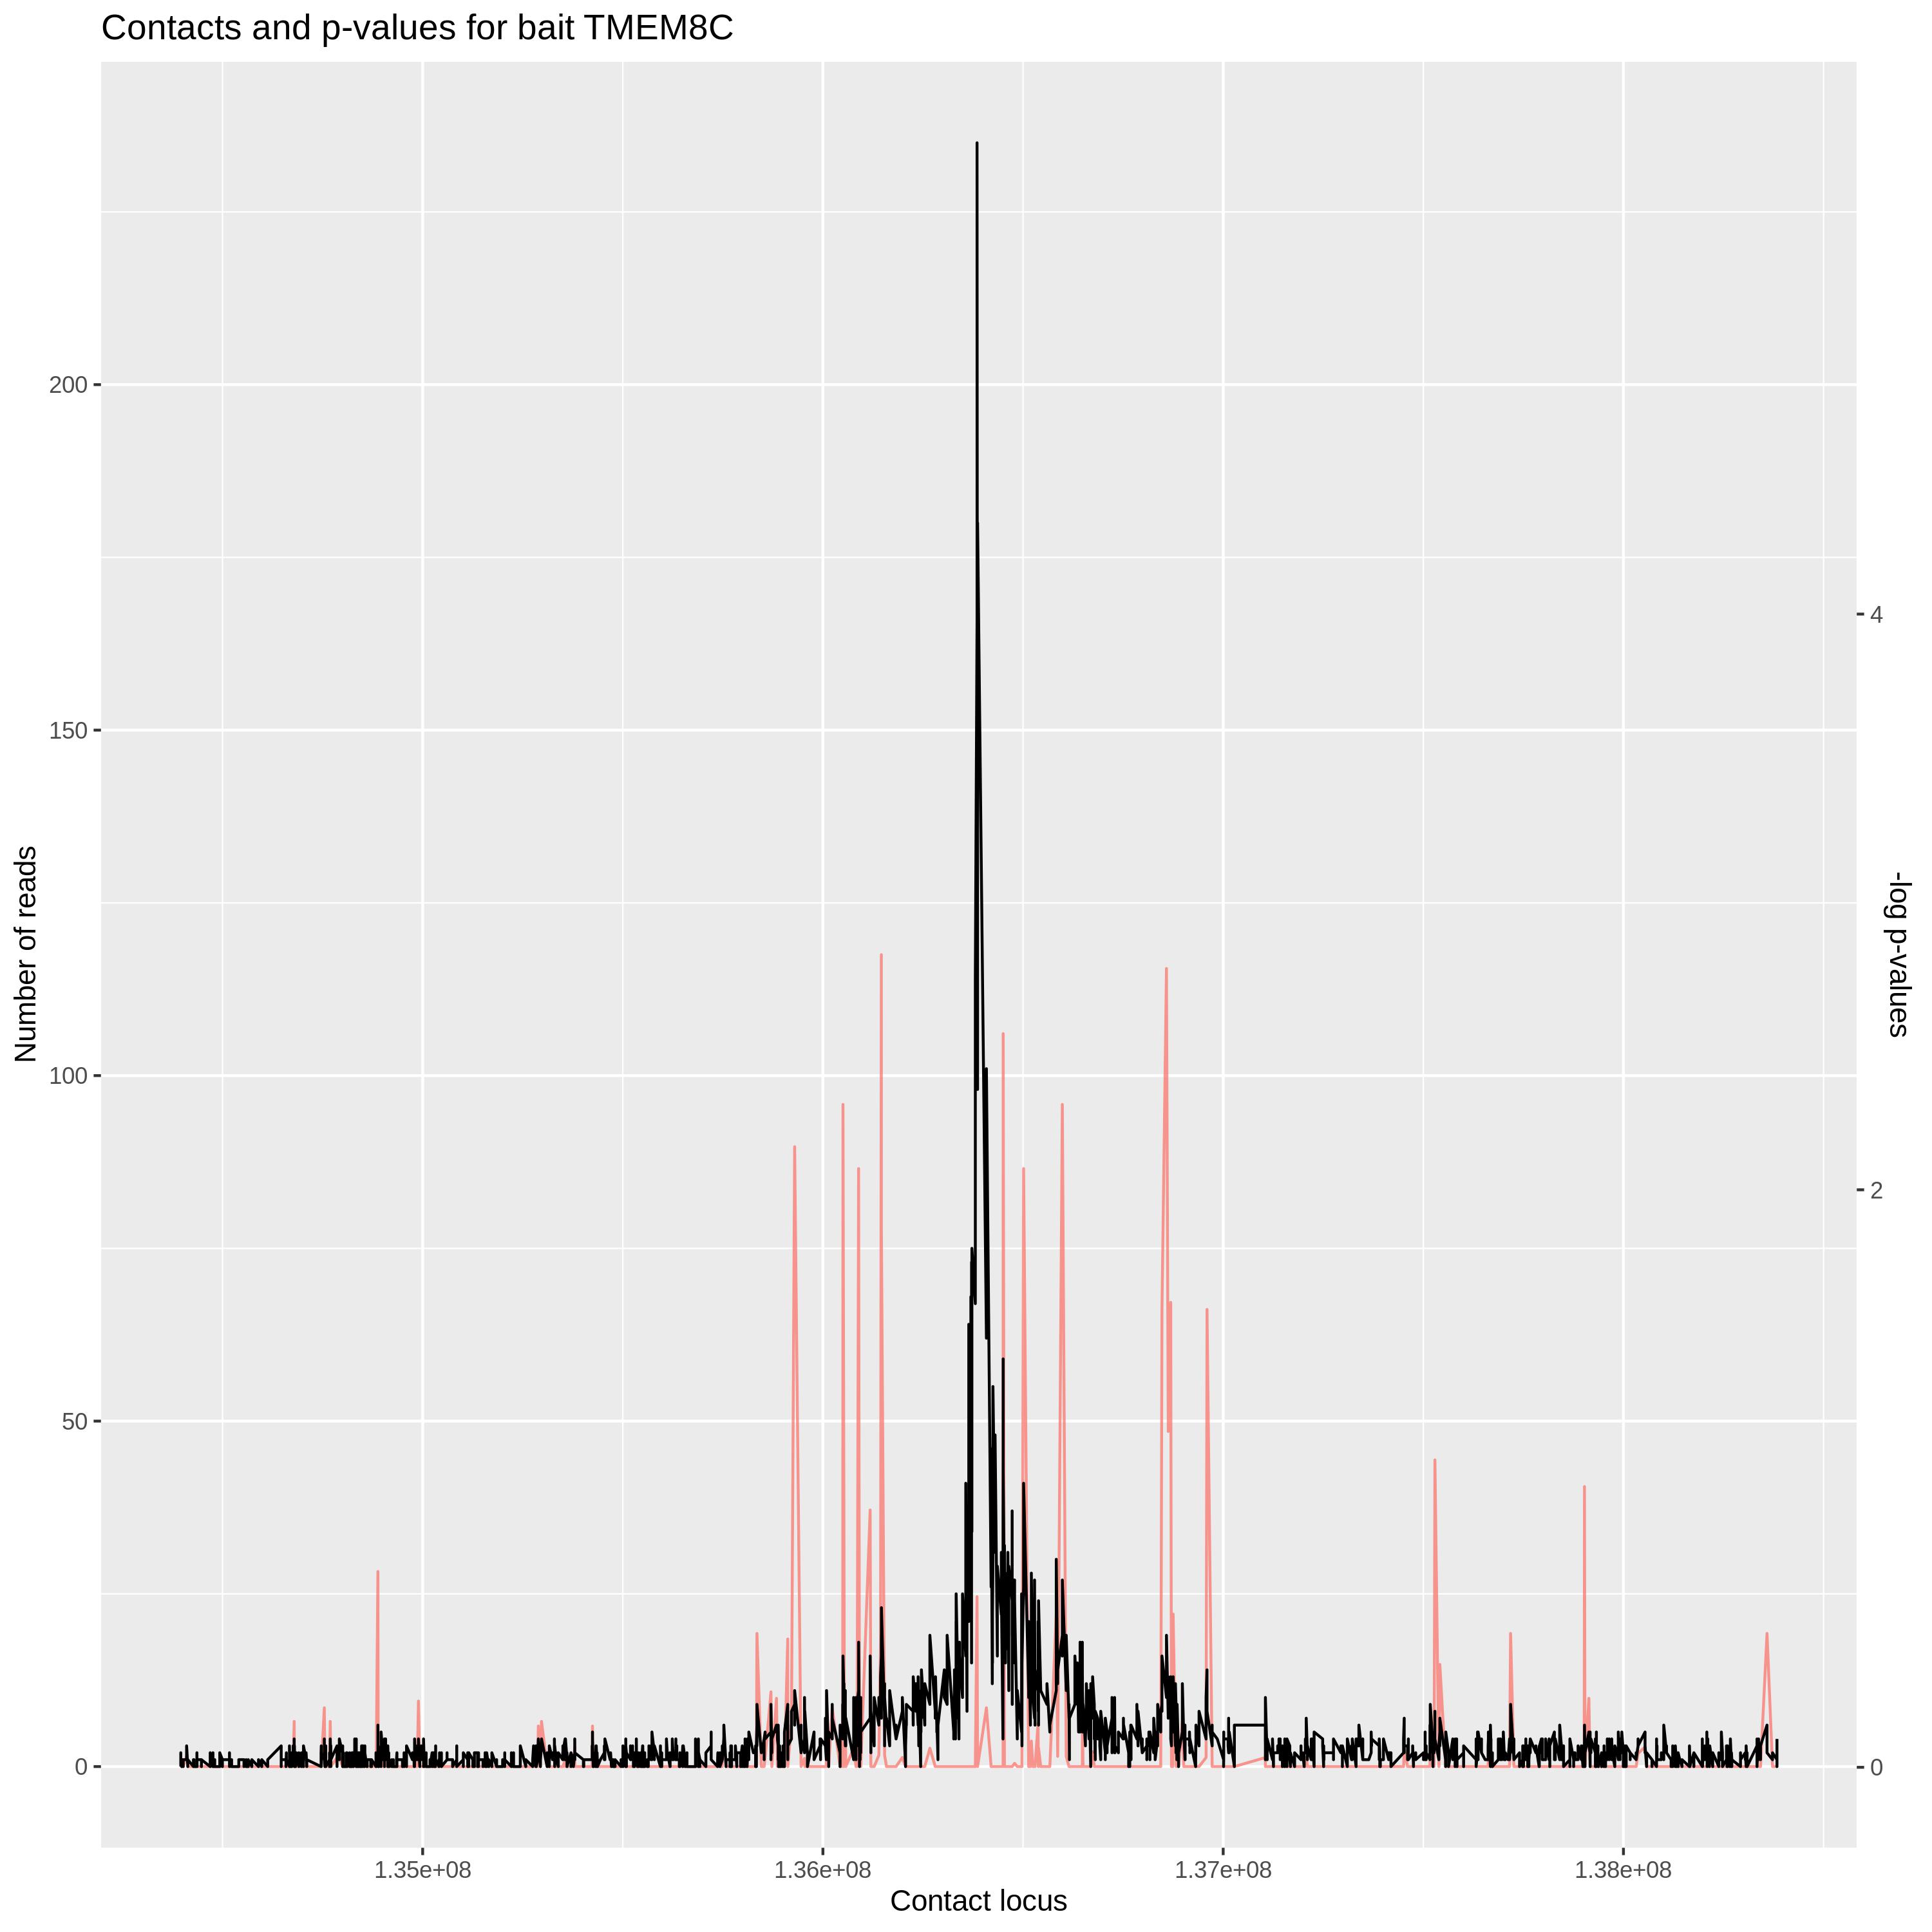 Contacts and p-values for bait TMEM8C
Number of reads
200
150
100
50
0
-log p-values
4
2
0
1.35e+08 1.36e+08 1.37e+08 1.38e+08
Contact locus